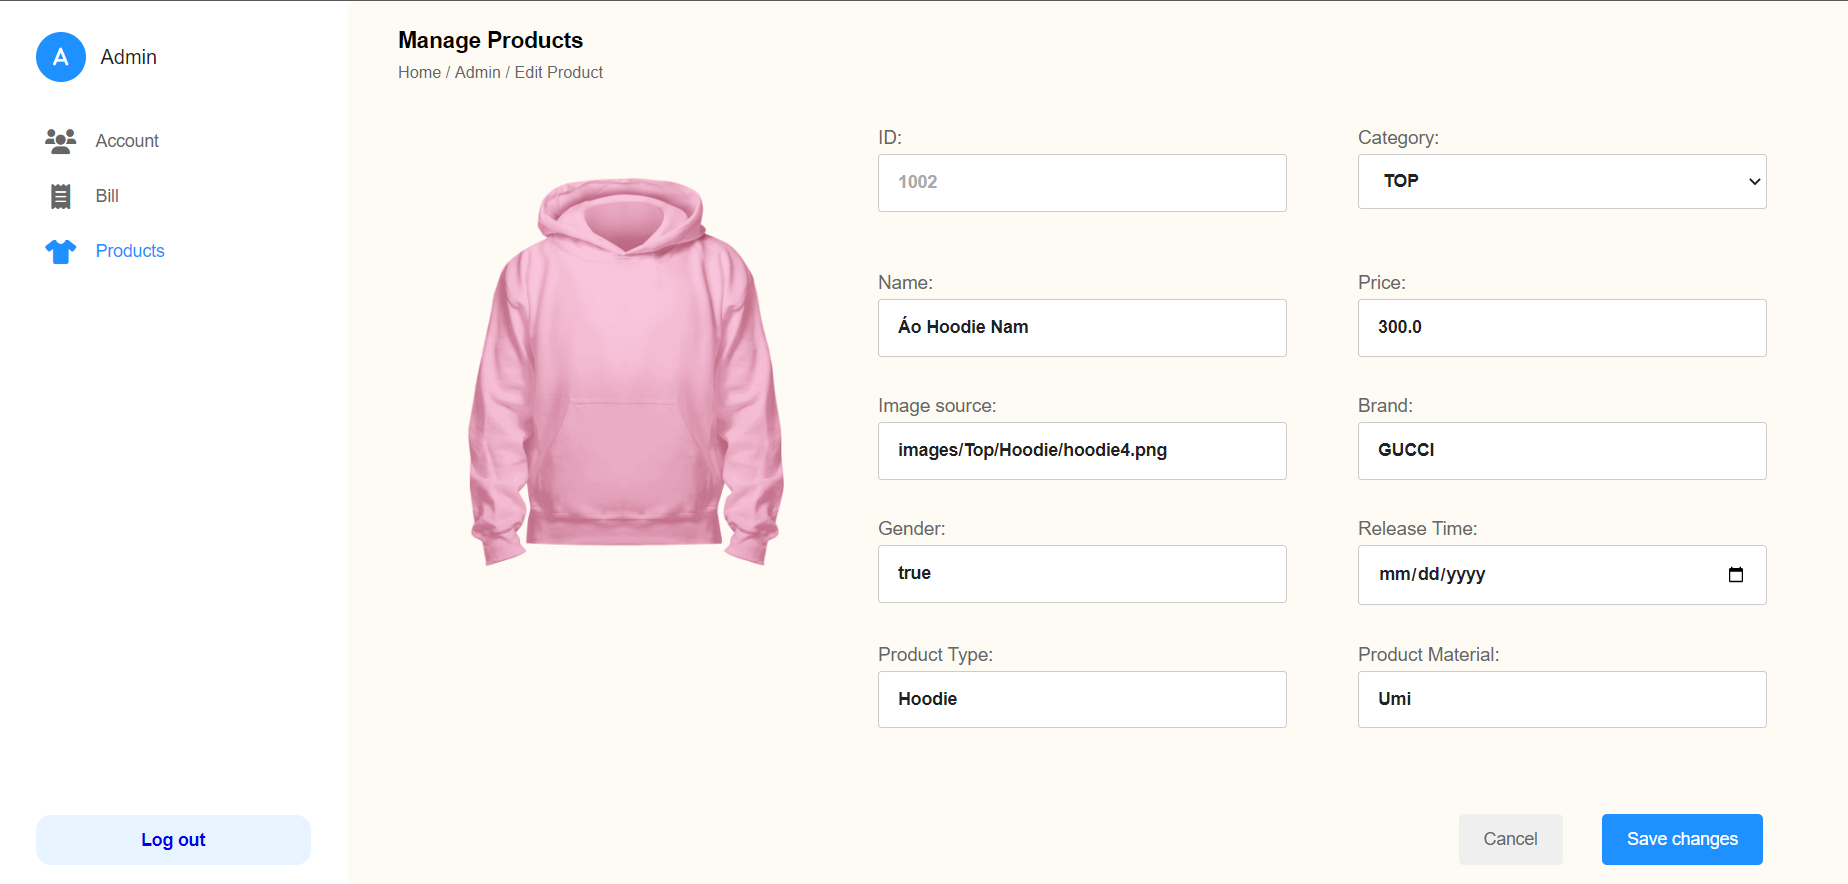 A
Admin
Account
Bill
Products
Log out
Manage Products
Home / Admin / Edit Product
ID:
1002
Category:
TOP
Name:
Áo Hoodie Nam
Price:
300.0
Image source:
images/Top/Hoodie/hoodie4.png
Brand:
GUCCI
Gender:
true
Release Time:
mm/dd/yyyy
Product Type:
Hoodie
Product Material:
Umi
Cancel
Save changes